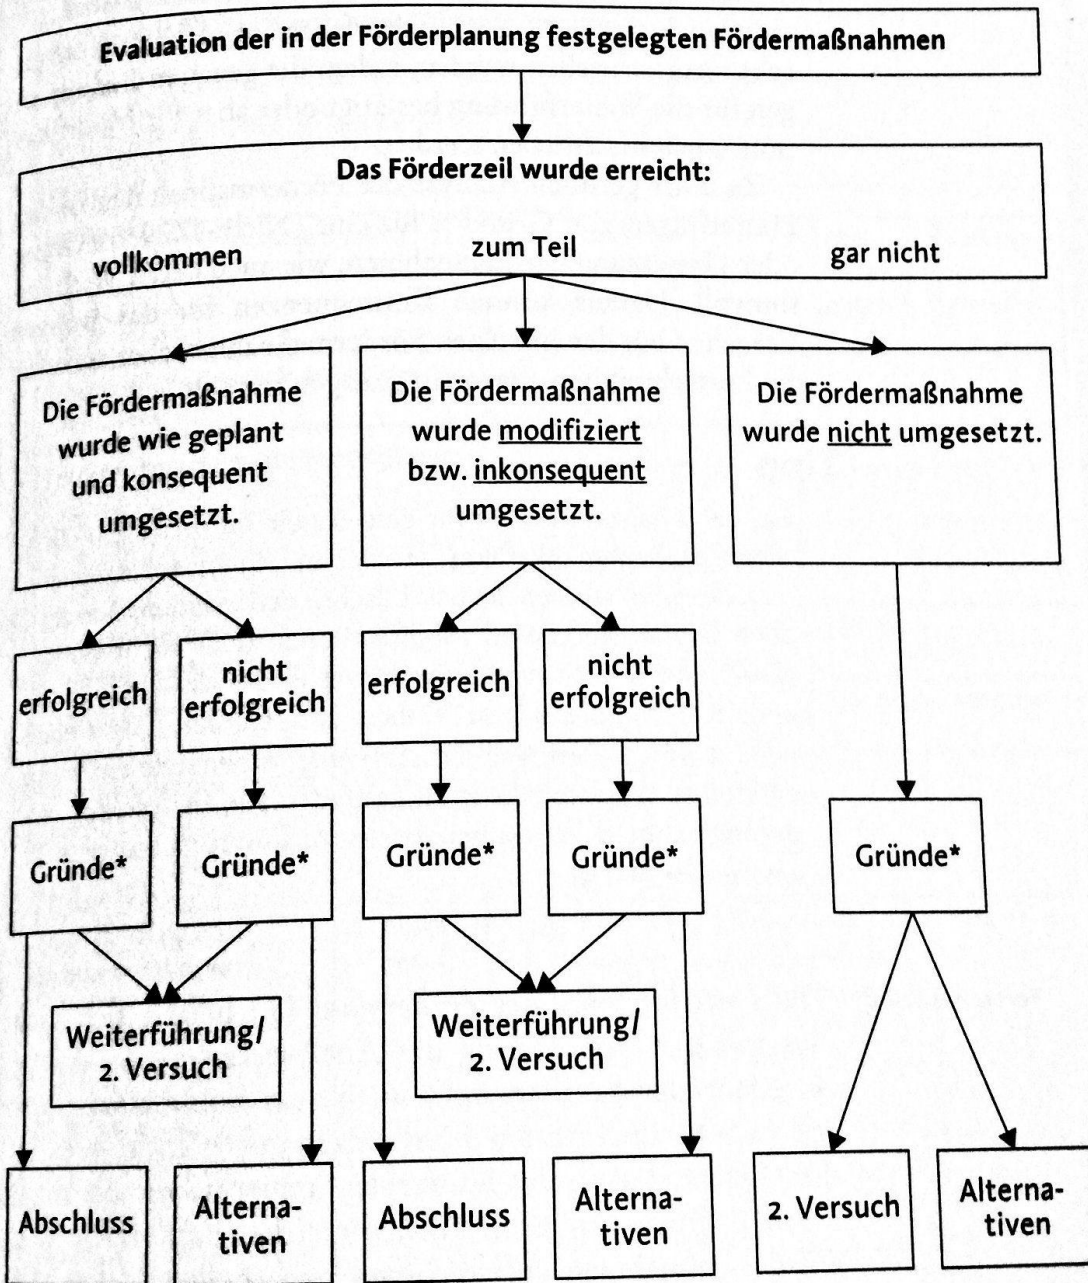 Evaluation der in der Förderplanung festgelegten Fördermaßnahmen
Das Förderzeil wurde erreicht:
vollkommen
zum Teil
gar nicht
Die Fördermaßnahme
wurde wie geplant
und konsequent
umgesetzt.
Die Fördermaßnahme
wurde modifiziert
bzw. inkonsequent
umgesetzt.
Die Fördermaßnahme
wurde nicht umgesetzt.
erfolgreich
nicht
erfolgreich
erfolgreich
nicht
erfolgreich
Gründe*
Gründe*
Gründe*
Gründe*
Gründe*
Weiterführung/
2. Versuch
Weiterführung/
2. Versuch
Abschluss
Alterna-
tiven
Abschluss
Alterna-
tiven
2. Versuch
Alterna-
tiven